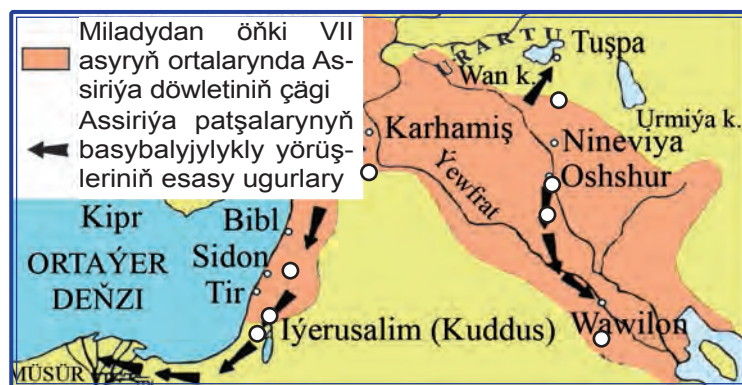 Miladydan öňki VII
asyryň ortalarynda As-
siriýa döwletiniň çägi
Assiriýa patşalarynyň
basybalyjylykly yörüş-
leriniň esasy ugurlary
URARTU
Tuşpa
Wan k.
Urmiýa k.
Karhamiş
Nineviya
Oshshur
Ýewfrat
Kipr
Bibl
ORTAÝER
DEŇZI
Sidon
Tir
Iýerusalim (Kuddus)
Wawilon
MÜSÜR